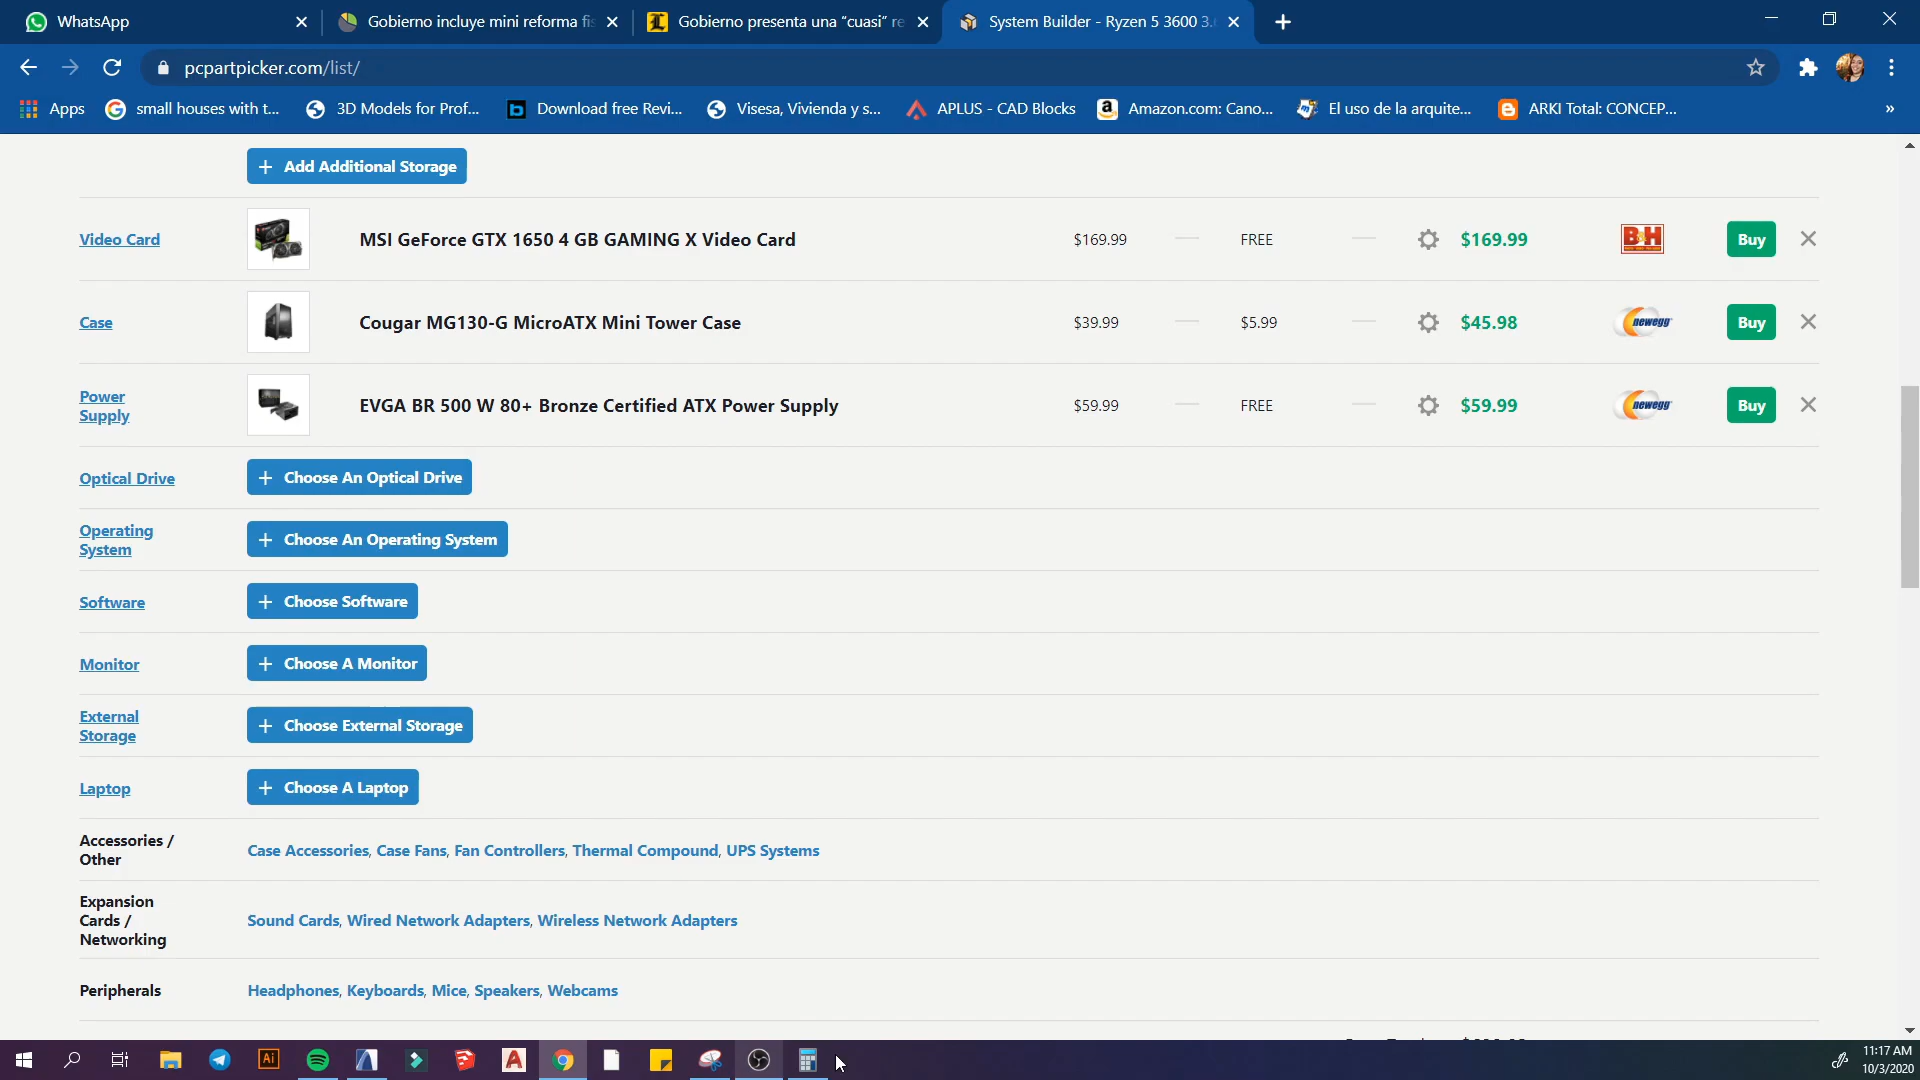 WhatsApp
Gobierno incluye mini reforma fis
Gobierno presenta una “cuasi” re
System Builder - Ryzen 5 3600 3.6
pcpartpicker.com/list/
Apps
small houses with t...
3D Models for Prof...
Download free Revi...
Visesa, Vivienda y s...
APLUS - CAD Blocks
Amazon.com: Cano...
El uso de la arquite...
ARKI Total: CONCEP...
»
+ Add Additional Storage
Video Card
MSI GeForce GTX 1650 4 GB GAMING X Video Card
$169.99
FREE
$169.99
B&H
Buy
Case
Cougar MG130-G MicroATX Mini Tower Case
$39.99
$5.99
$45.98
newegg
Buy
Power
Supply
EVGA BR 500 W 80+ Bronze Certified ATX Power Supply
$59.99
FREE
$59.99
newegg
Buy
Optical Drive
+ Choose An Optical Drive
Operating
System
+ Choose An Operating System
Software
+ Choose Software
Monitor
+ Choose A Monitor
External
Storage
+ Choose External Storage
Laptop
+ Choose A Laptop
Accessories /
Other
Case Accessories, Case Fans, Fan Controllers, Thermal Compound, UPS Systems
Expansion
Cards /
Networking
Sound Cards, Wired Network Adapters, Wireless Network Adapters
Peripherals
Headphones, Keyboards, Mice, Speakers, Webcams
Ai
A
11:17 AM
10/3/2020